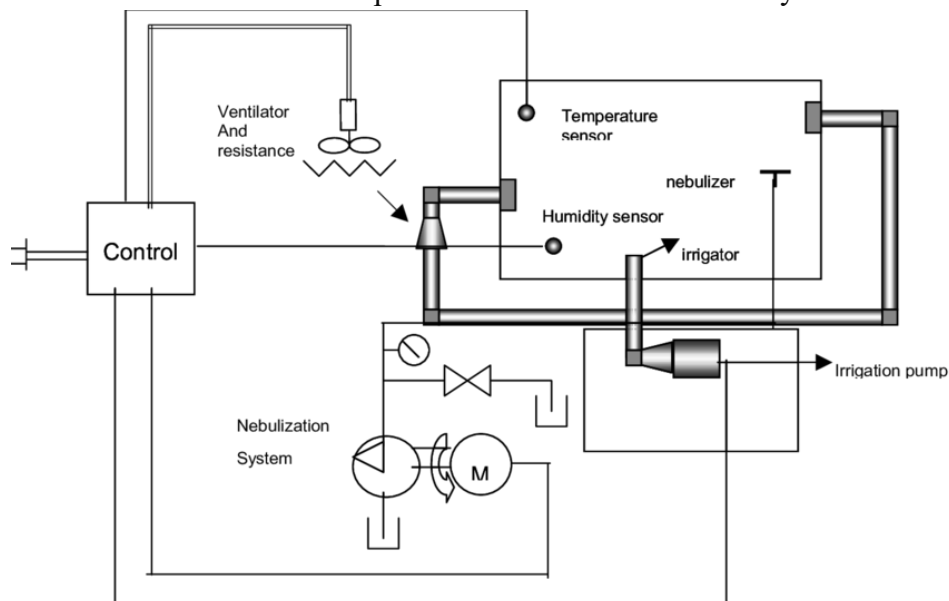 Ventilator
And
resistance
Temperature
sensor
nebulizer
Control
Humidity sensor
irrigator
Irrigation pump
Nebulization
System
M